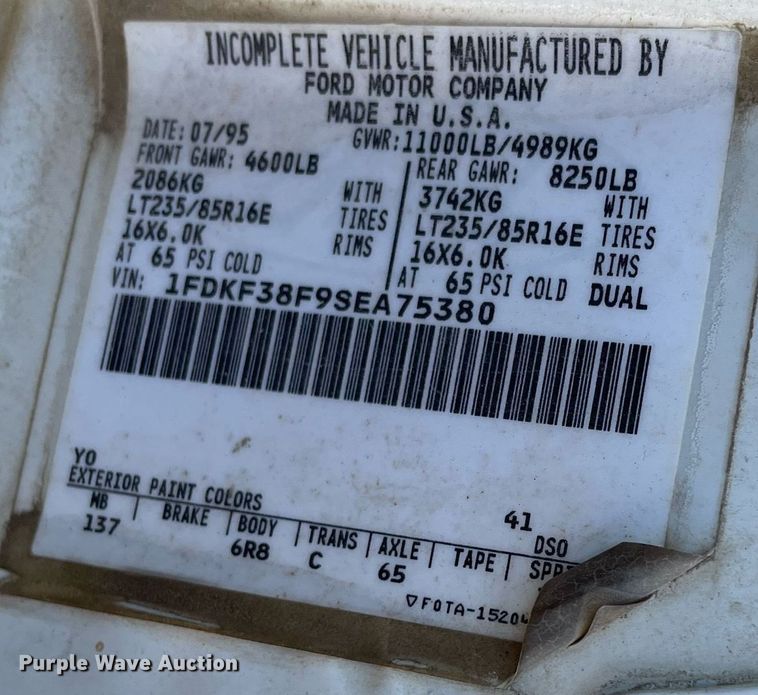 INCOMPLETE VEHICLE MANUFACTURED BY
FORD MOTOR COMPANY
MADE IN U.S.A.
DATE: 07/95 GVWR:11000LB/4989KG
FRONT GAWR: 4600LB REAR GAWR: 8250LB
2086KG WITH 3742KG WITH
LT235/85R16E TIRES LT235/85R16E TIRES
16X6.0K RIMS 16X6.0K RIMS
AT 65 PSI COLD AT 65 PSI COLD DUAL
VIN: 1FDKF38F9SEA75380
YO
EXTERIOR PAINT COLORS 41 DSO
WB BRAKE BODY TRANS AXLE TAPE
137 6R8 C 65
▽F0TA-1520
Purple Wave Auction